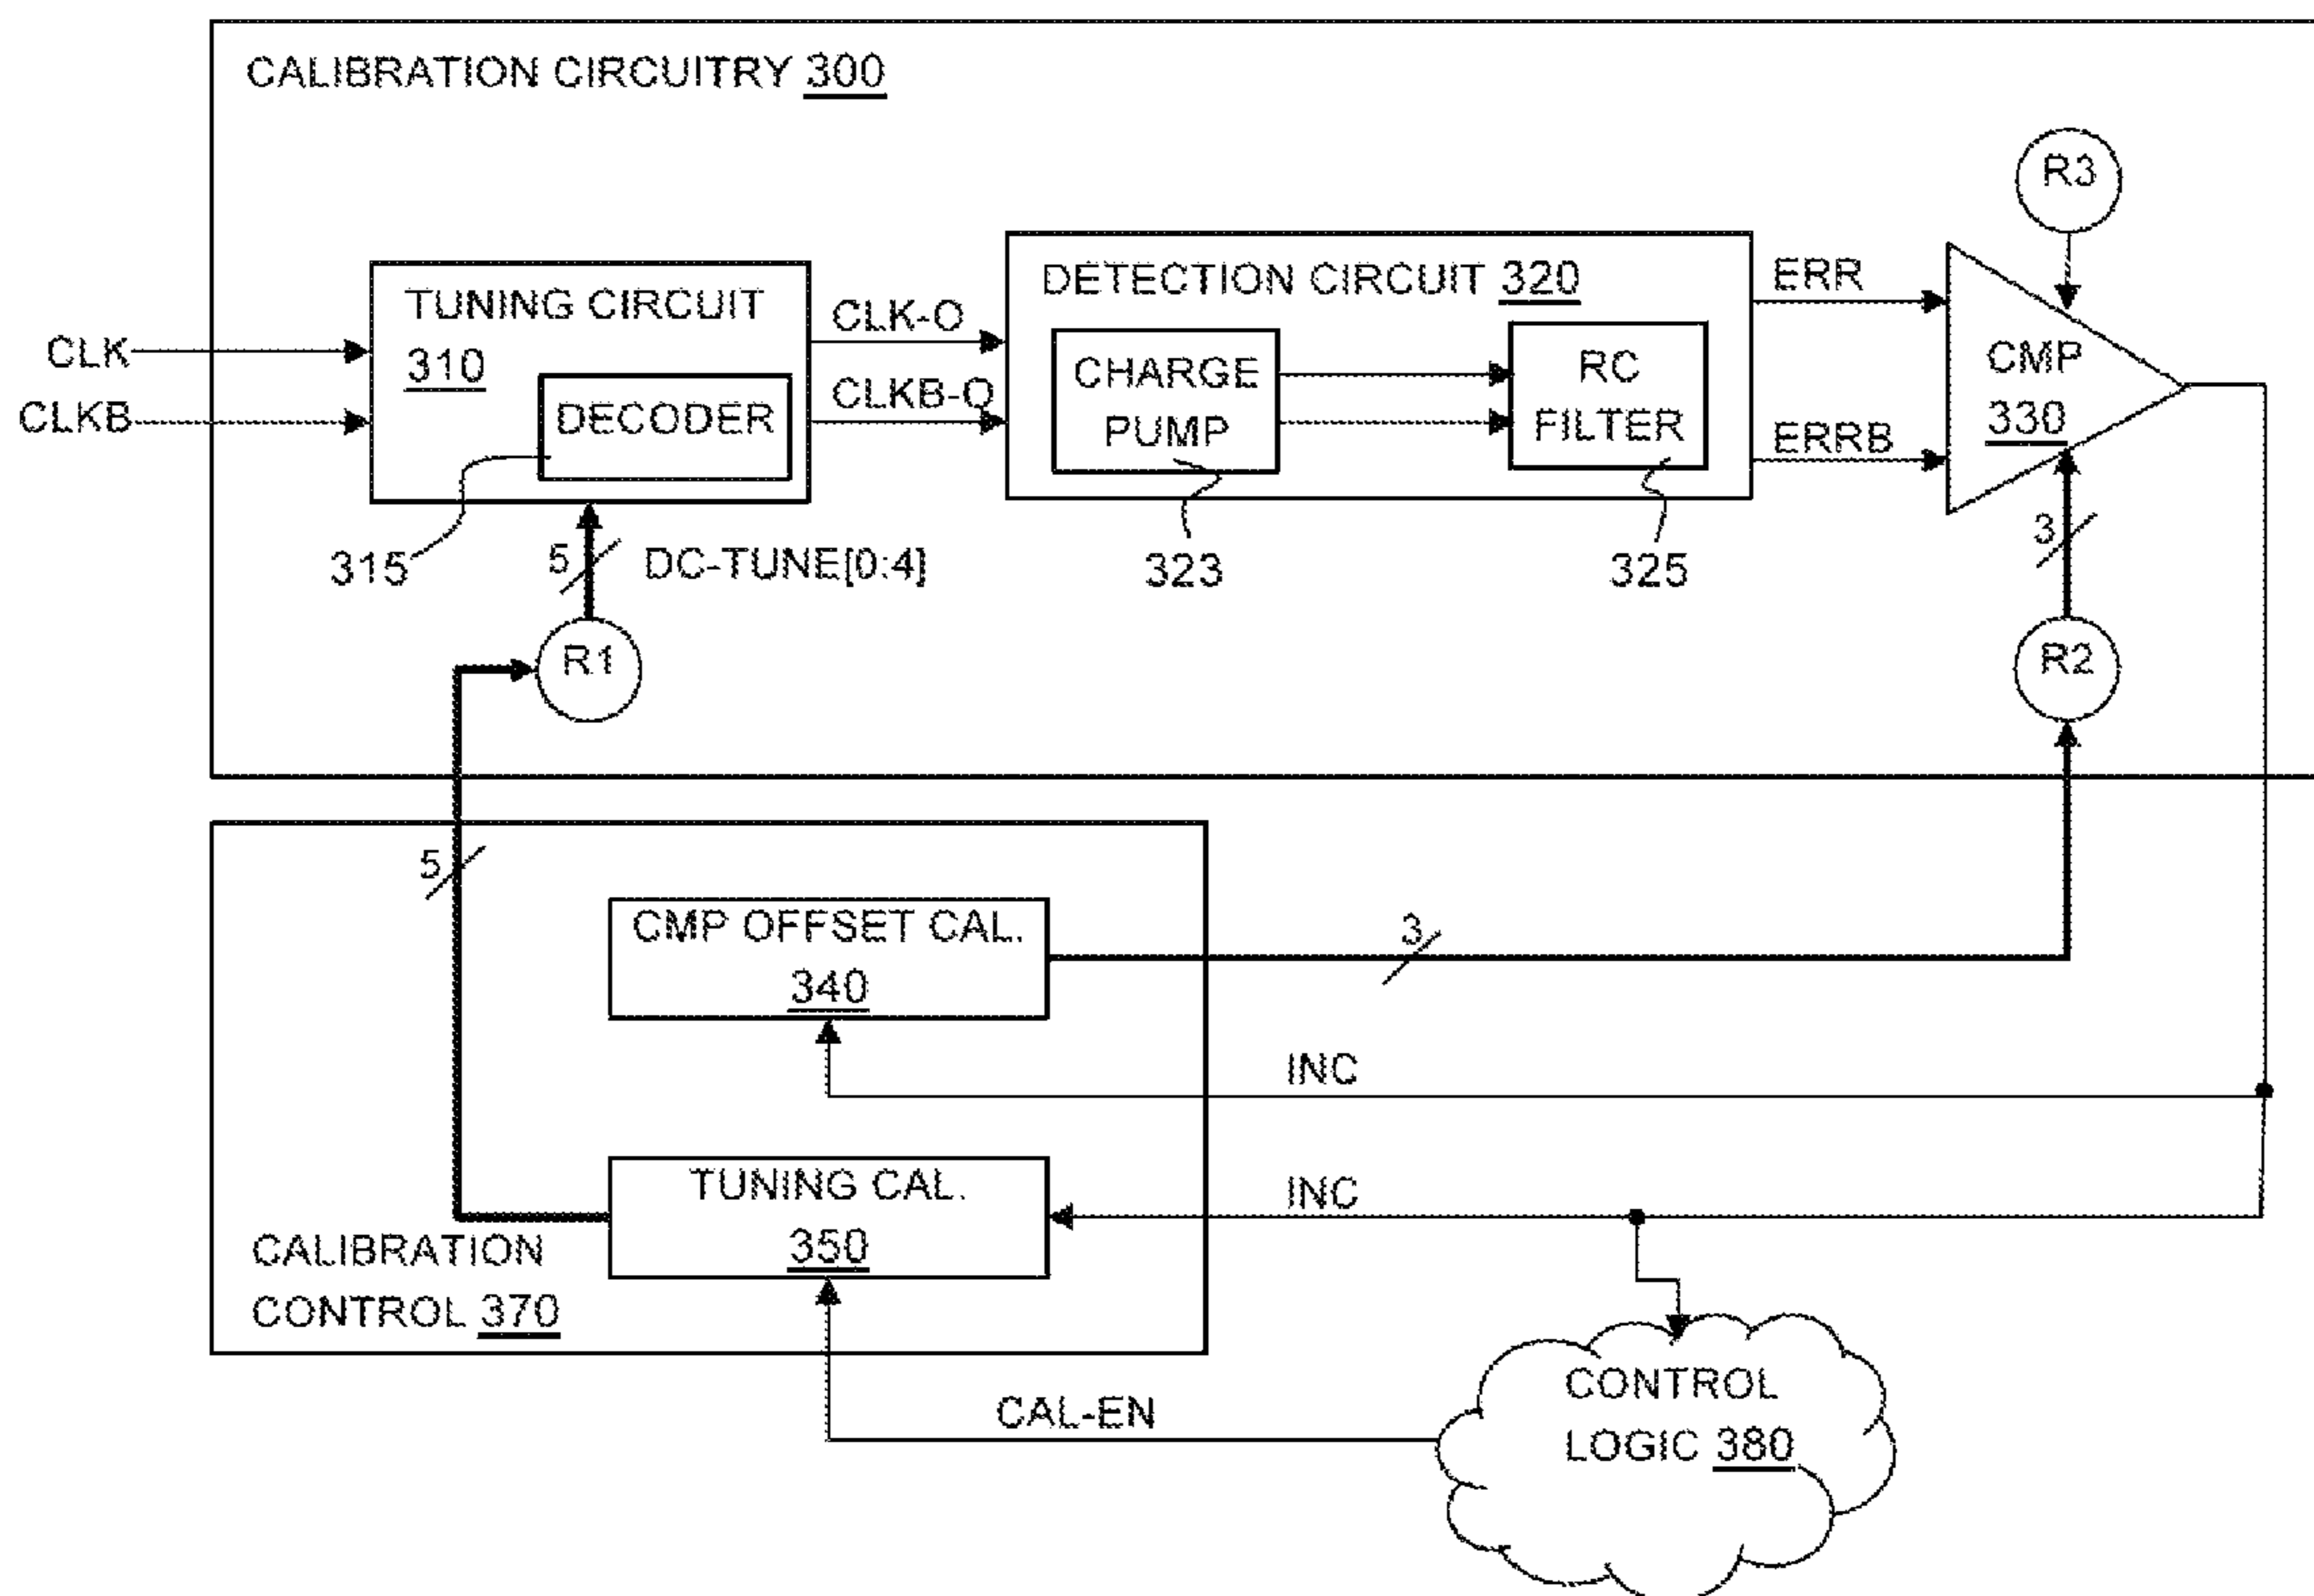 CALIBRATION CIRCUITRY 300
R3
TUNING CIRCUIT
310
DECODER
315
CLK
CLKB
CLK-O
CLKB-O
DETECTION CIRCUIT 320
CHARGE
PUMP
RC
FILTER
323
325
ERR
ERRB
CMP
330
5
DC-TUNE[0:4]
3
R1
R2
5
CMP OFFSET CAL.
340
3
INC
TUNING CAL.
350
INC
CALIBRATION
CONTROL 370
CAL-EN
CONTROL
LOGIC 380